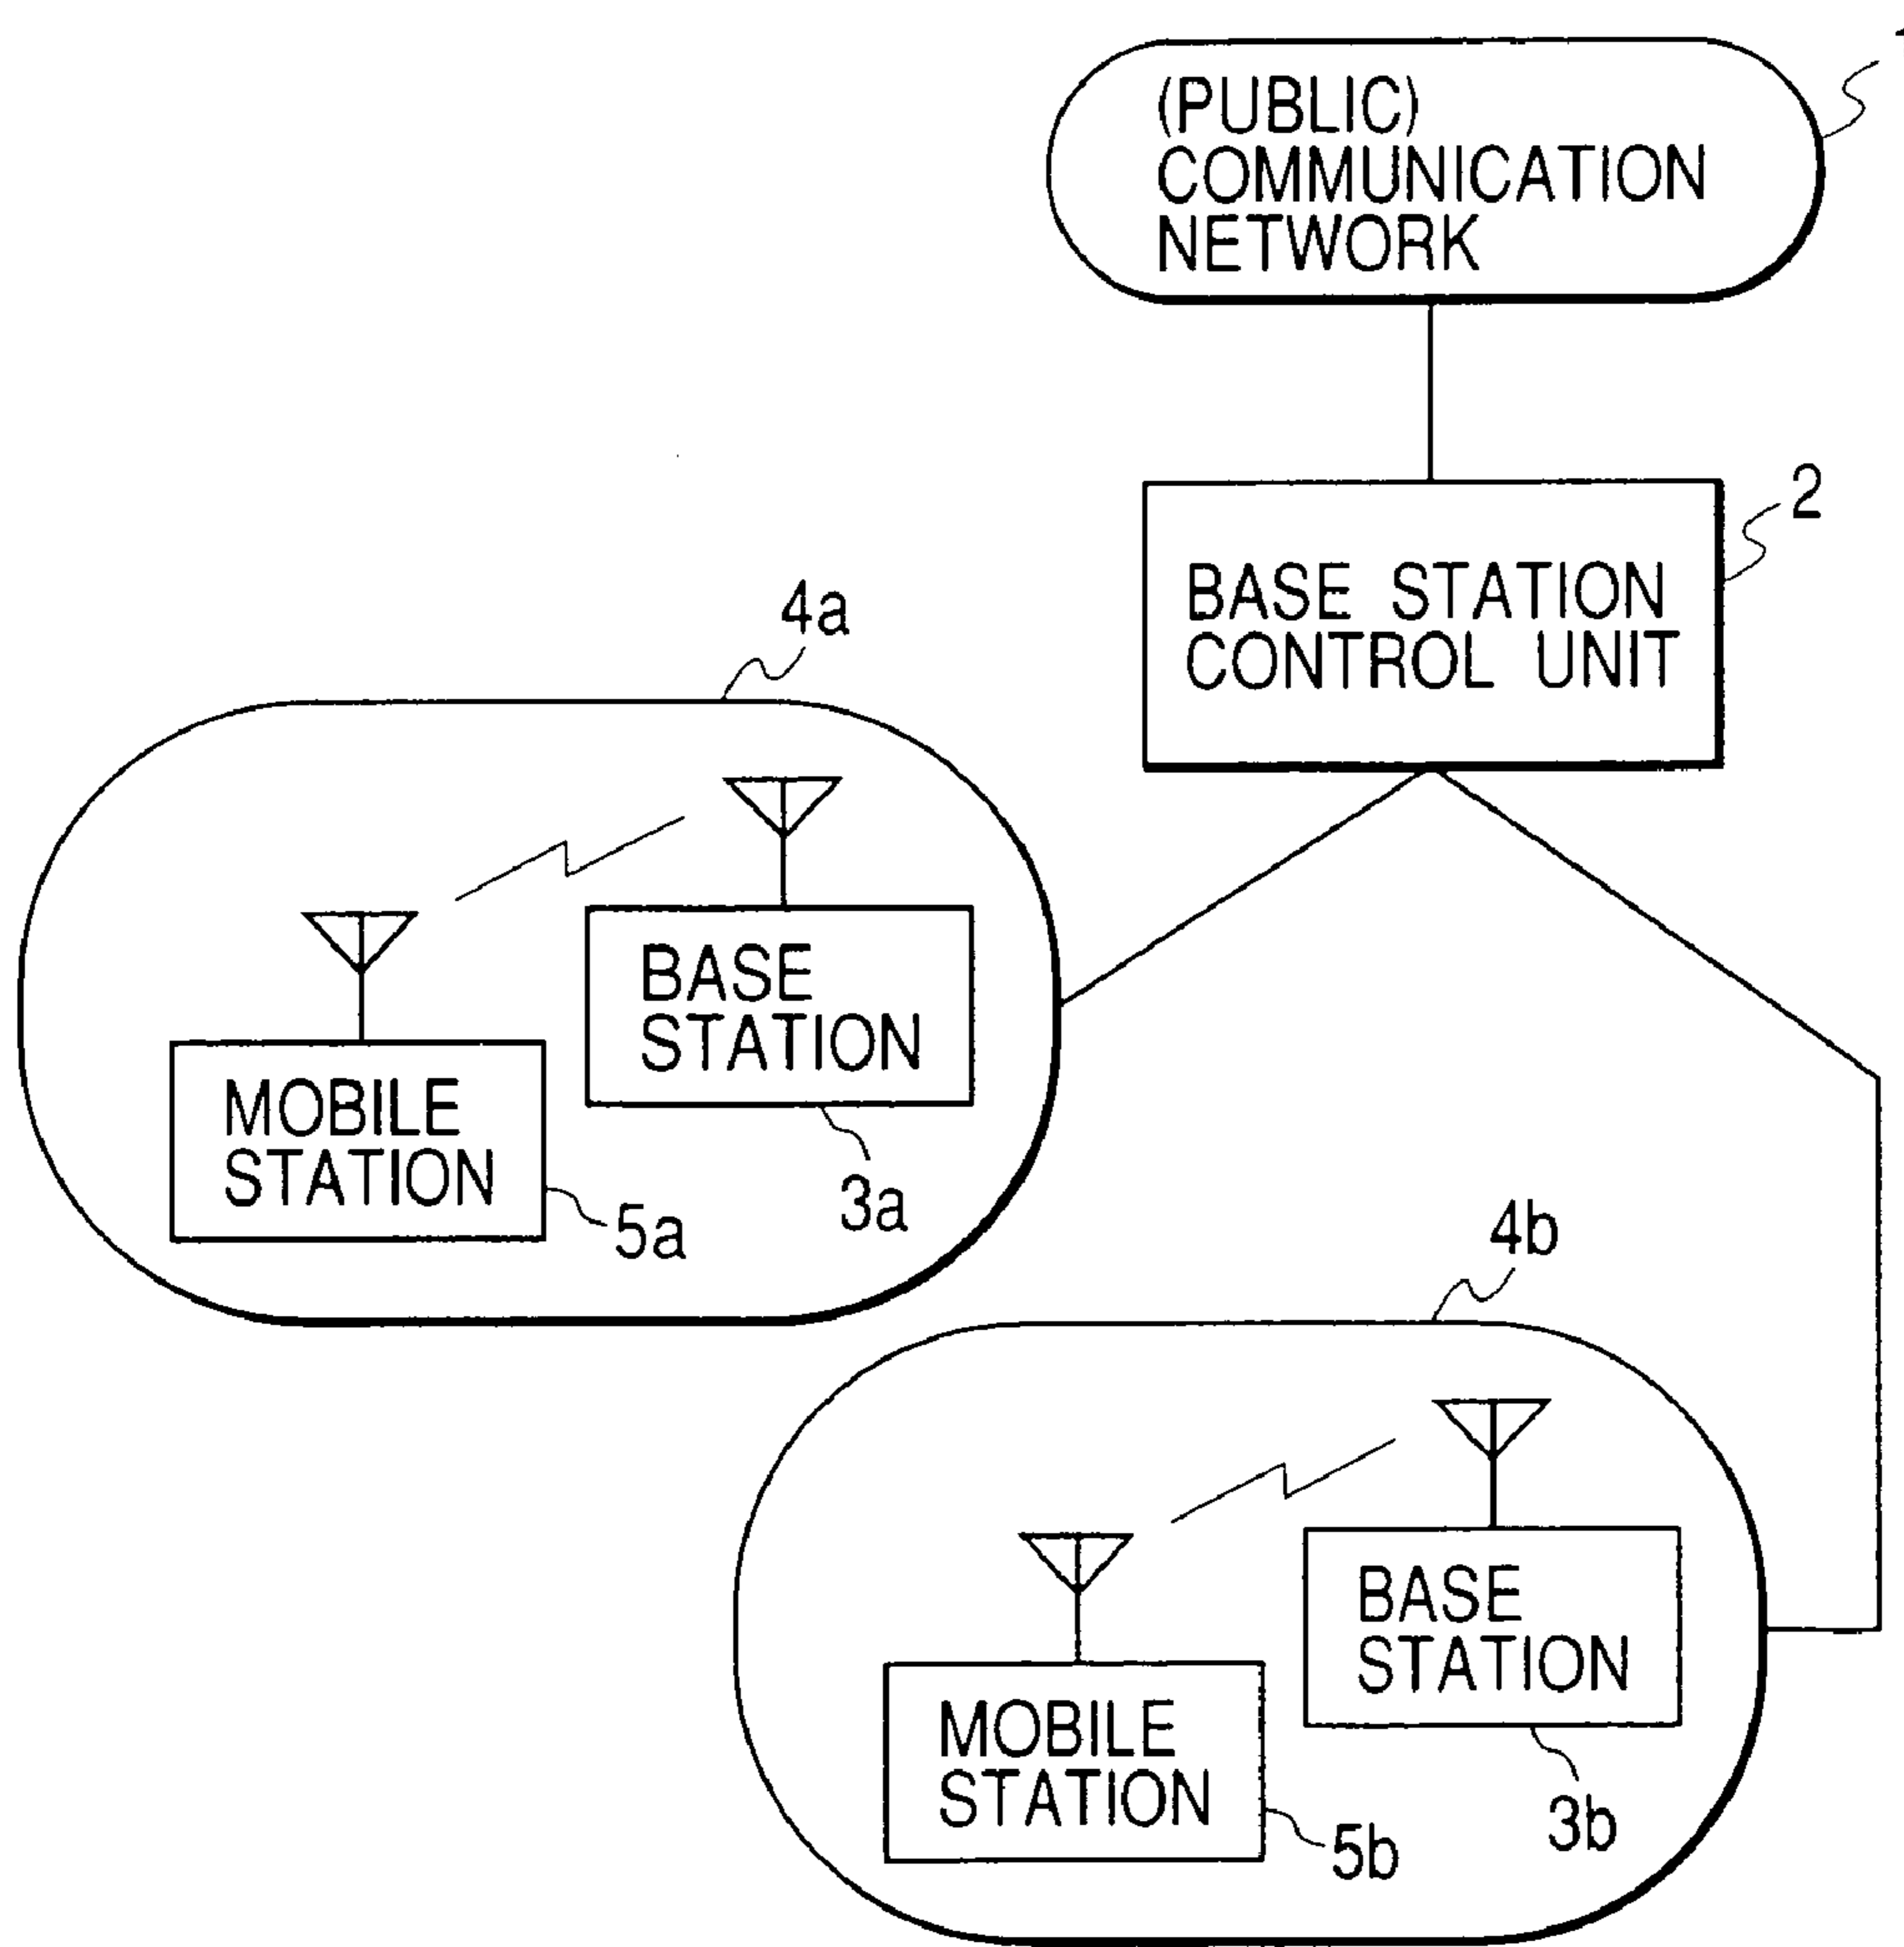 (PUBLIC)
COMMUNICATION
NETWORK
2
BASE STATION
CONTROL UNIT
4a
BASE
STATION
3a
MOBILE
STATION
5a
4b
BASE
STATION
3b
MOBILE
STATION
5b